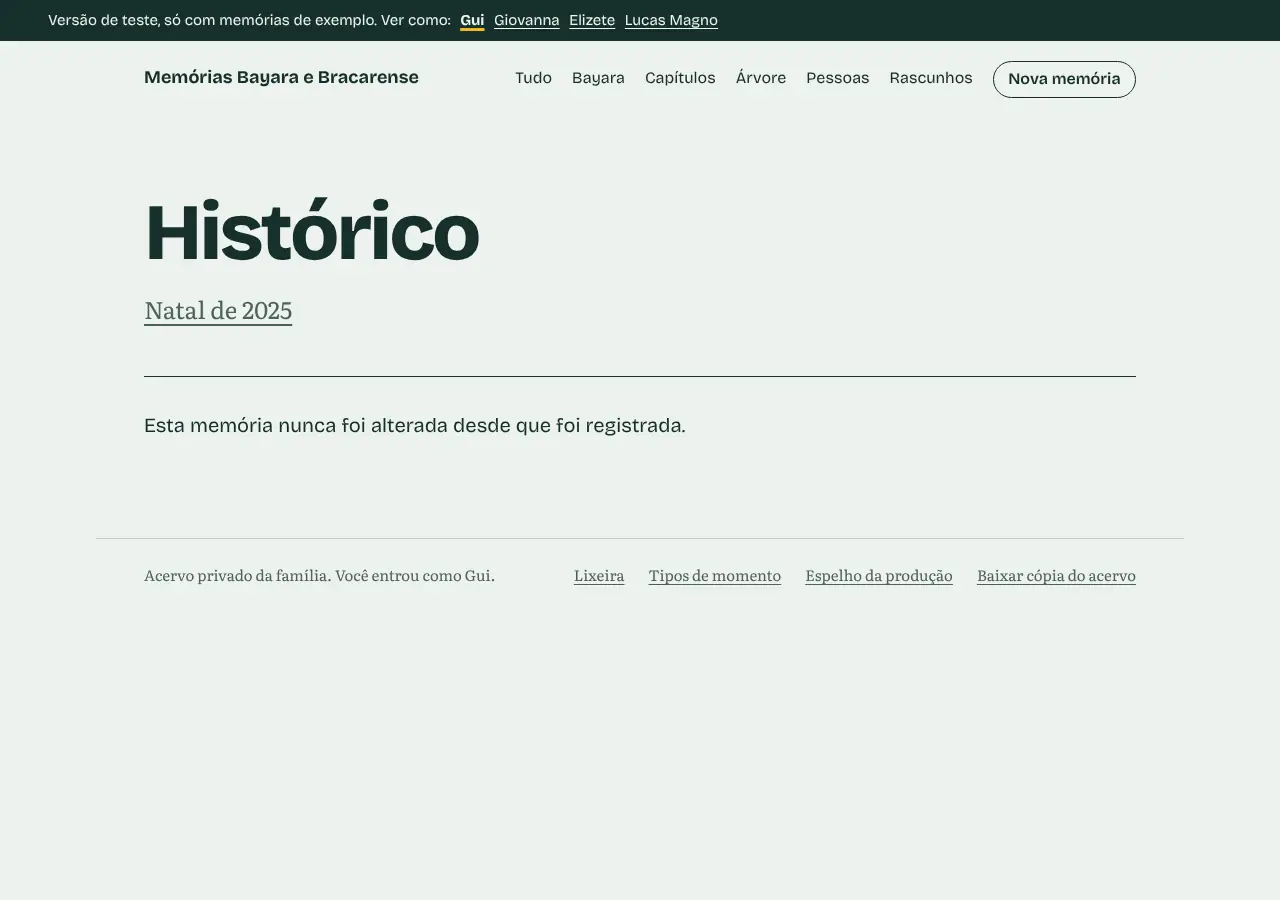 Versão de teste, só com memórias de exemplo. Ver como: Gui Giovanna Elizete Lucas Magno
Memórias Bayara e Bracarense Tudo Bayara Capítulos Árvore Pessoas Rascunhos Nova memória
Histórico
Natal de 2025
Esta memória nunca foi alterada desde que foi registrada.
Acervo privado da família. Você entrou como Gui. Lixeira Tipos de momento Espelho da produção Baixar cópia do acervo